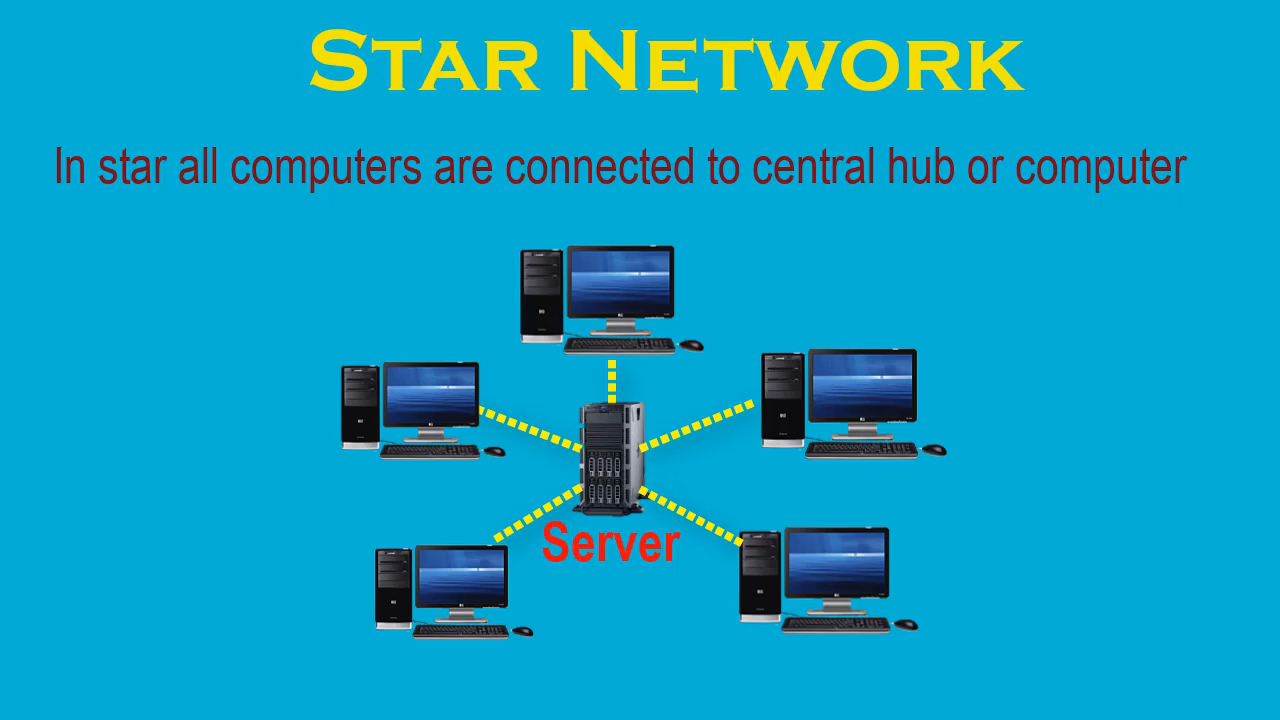 Star Network
In star all computers are connected to central hub or computer
Server